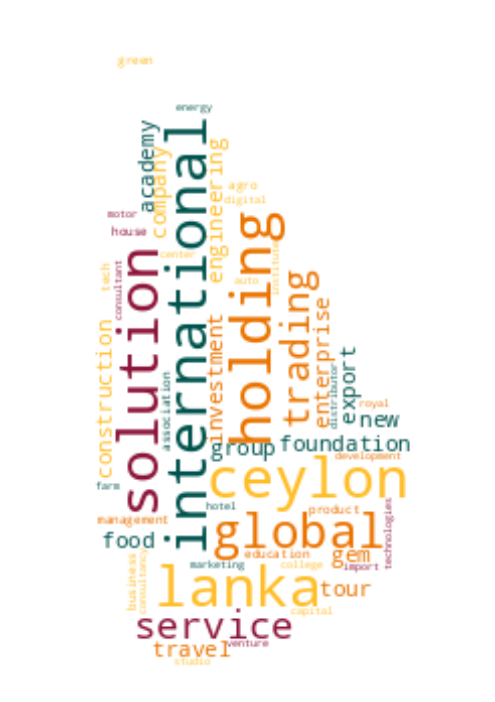 green
energy
international
academy
company
engineering
agro
digital
motor
house
holding
center
solution
tech
consultant
auto
institute
trading
enterprise
investment
construction
association
distributor
export
royal
new
group
foundation
development
ceylon
farm
hotel
product
management
global
technologies
food
education
gem
business
consultancy
marketing
college
import
lanka
tour
capital
service
travel
venture
studio